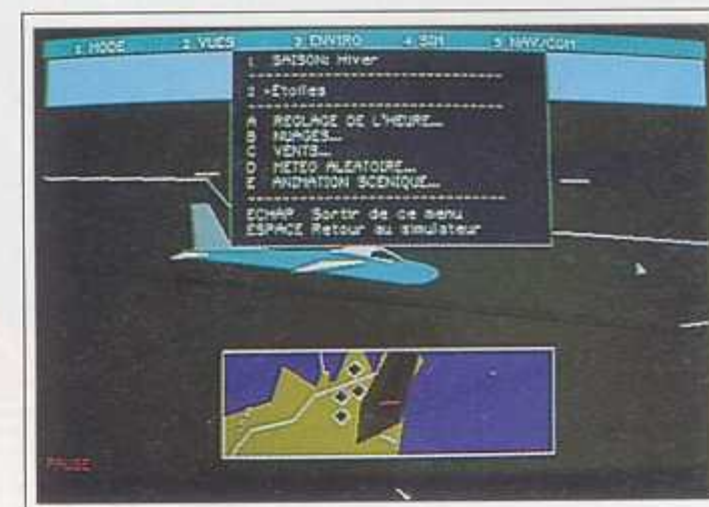 1 MODE 2 VUES 3 ENVIRO 4 SIM 5 NAV/COM
1 SAISON: Hiver
2 •Etoiles
A REGLAGE DE L'HEURE...
B NUAGES...
C VENTS...
D METEO ALEATOIRE...
E ANIMATION SCENIQUE...
ECHAP Sortir de ce menu
ESPACE Retour au simulateur
PAUSE